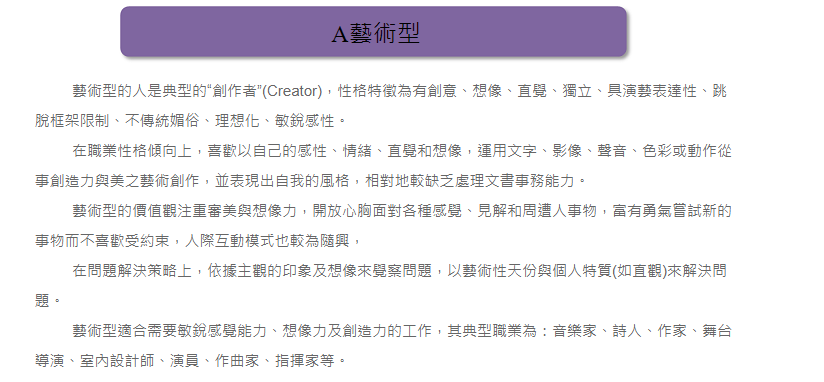 A藝術型
藝術型的人是典型的“創作者”(Creator)，性格特徵為有創意、想像、直覺、獨立、具演藝表達性、跳
脫框架限制、不傳統媚俗、理想化、敏銳感性。
在職業性格傾向上，喜歡以自己的感性、情緒、直覺和想像，運用文字、影像、聲音、色彩或動作從
事創造力與美之藝術創作，並表現出自我的風格，相對地較缺乏處理文書事務能力。
藝術型的價值觀注重審美與想像力，開放心胸面對各種感覺、見解和周遭人事物，富有勇氣嘗試新的
事物而不喜歡受約束，人際互動模式也較為隨興，
在問題解決策略上，依據主觀的印象及想像來覺察問題，以藝術性天份與個人特質(如直觀)來解決問
題。
藝術型適合需要敏銳感覺能力、想像力及創造力的工作，其典型職業為：音樂家、詩人、作家、舞台
導演、室內設計師、演員、作曲家、指揮家等。